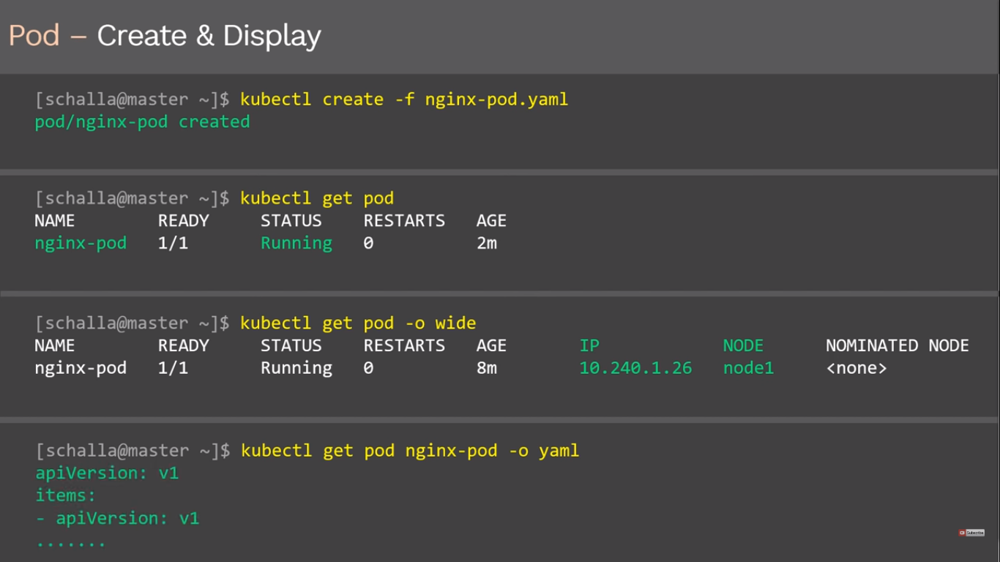 Pod – Create & Display
[schalla@master ~]$ kubectl create -f nginx-pod.yaml
pod/nginx-pod created
[schalla@master ~]$ kubectl get pod
NAME READY STATUS RESTARTS AGE
nginx-pod 1/1 Running 0 2m
[schalla@master ~]$ kubectl get pod -o wide
NAME READY STATUS RESTARTS AGE IP NODE NOMINATED NODE
nginx-pod 1/1 Running 0 8m 10.240.1.26 node1 <none>
[schalla@master ~]$ kubectl get pod nginx-pod -o yaml
apiVersion: v1
items:
- apiVersion: v1
.......
Subscribe